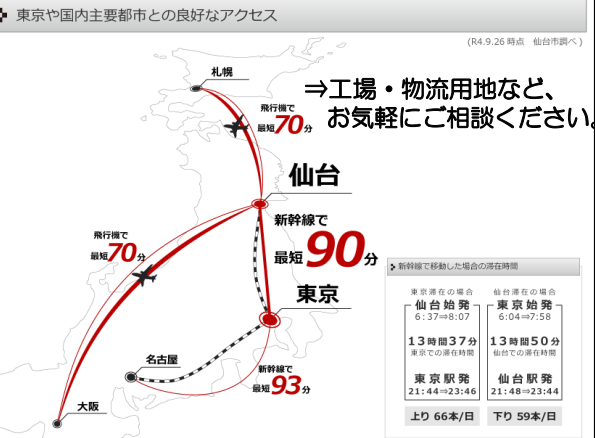 東京や国内主要都市との良好なアクセス
(R4.9.26 時点 仙台市調べ)
札幌
⇒工場・物流用地など、
お気軽にご相談ください。
飛行機で
最短70分
仙台
新幹線で
最短90分
飛行機で
最短70分
東京
名古屋
新幹線で
最短93分
大阪
新幹線で移動した場合の滞在時間
東京滞在の場合
仙台始発
6:37⇒8:07
13時間37分
東京での滞在時間
東京駅発
21:44⇒23:46
上り 66本/日
仙台滞在の場合
東京始発
6:04⇒7:58
13時間50分
仙台での滞在時間
仙台駅発
21:48⇒23:44
下り 59本/日